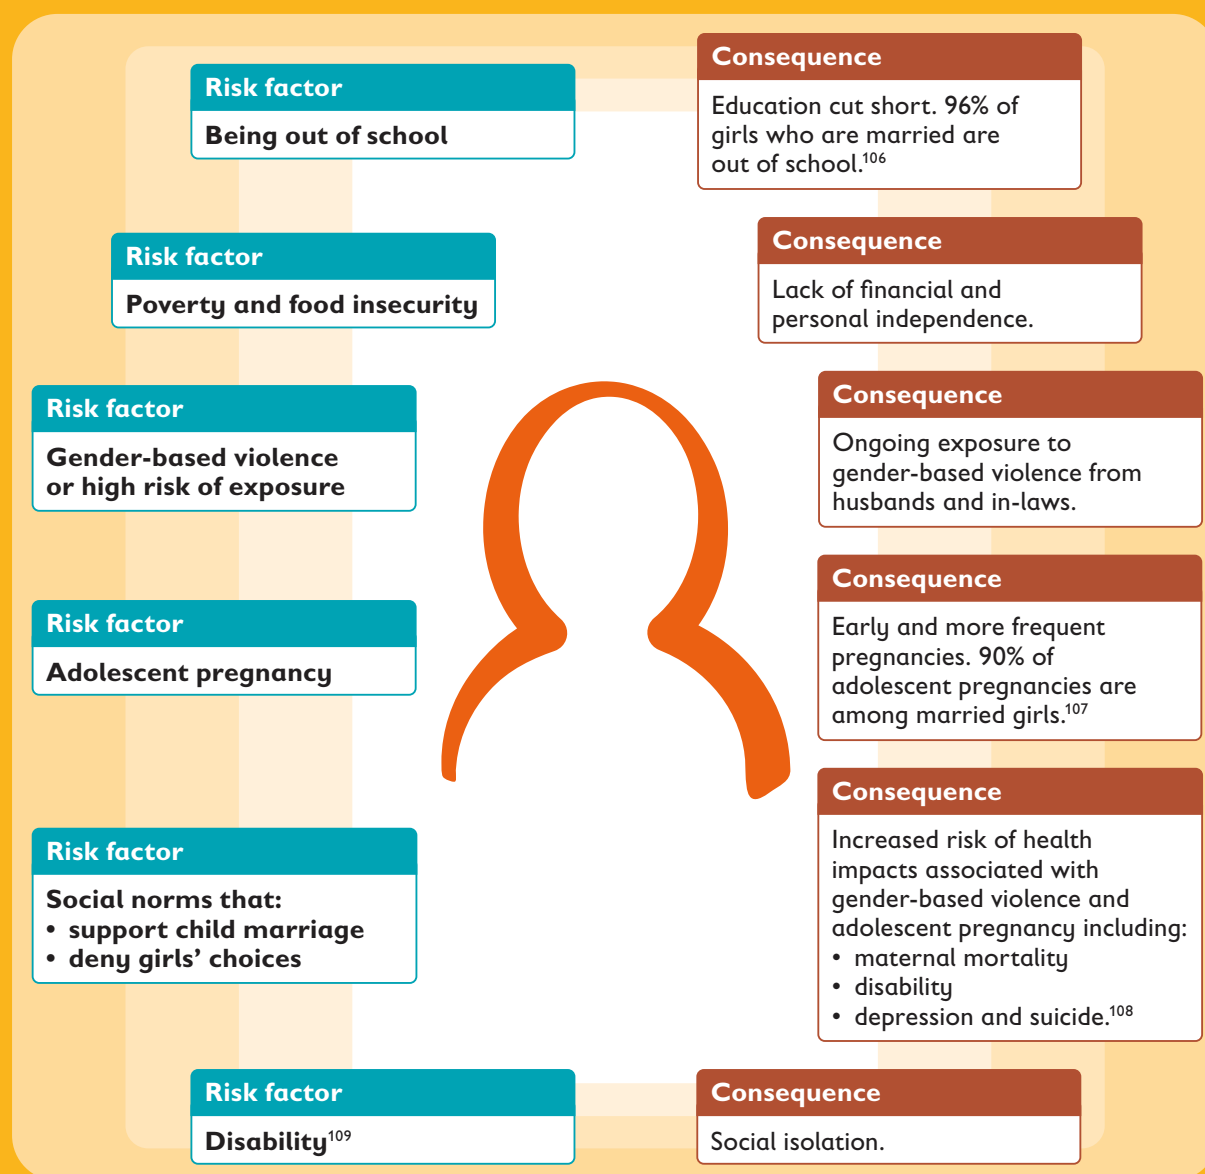 Risk factor
Being out of school
Risk factor
Poverty and food insecurity
Risk factor
Gender-based violence
or high risk of exposure
Risk factor
Adolescent pregnancy
Risk factor
Social norms that:
• support child marriage
• deny girls’ choices
Risk factor
Disability¹⁰⁹
Consequence
Education cut short. 96% of
girls who are married are
out of school.¹⁰⁶
Consequence
Lack of financial and
personal independence.
Consequence
Ongoing exposure to
gender-based violence from
husbands and in-laws.
Consequence
Early and more frequent
pregnancies. 90% of
adolescent pregnancies are
among married girls.¹⁰⁷
Consequence
Increased risk of health
impacts associated with
gender-based violence and
adolescent pregnancy including:
• maternal mortality
• disability
• depression and suicide.¹⁰⁸
Consequence
Social isolation.